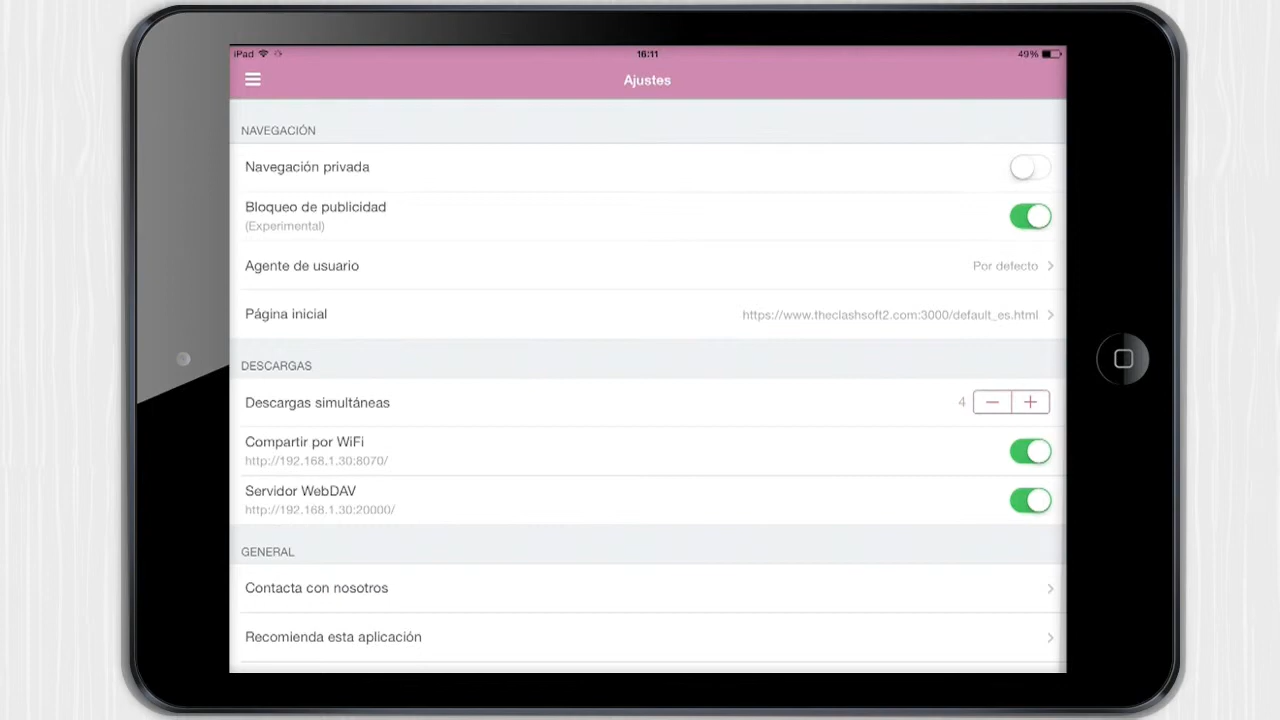 iPad 16:11 49%
Ajustes
NAVEGACIÓN
Navegación privada
Bloqueo de publicidad
(Experimental)
Agente de usuario Por defecto
Página inicial https://www.theclashsoft2.com:3000/default_es.html
DESCARGAS
Descargas simultáneas 4
Compartir por WiFi
http://192.168.1.30:8070/
Servidor WebDAV
http://192.168.1.30:20000/
GENERAL
Contacta con nosotros
Recomienda esta aplicación